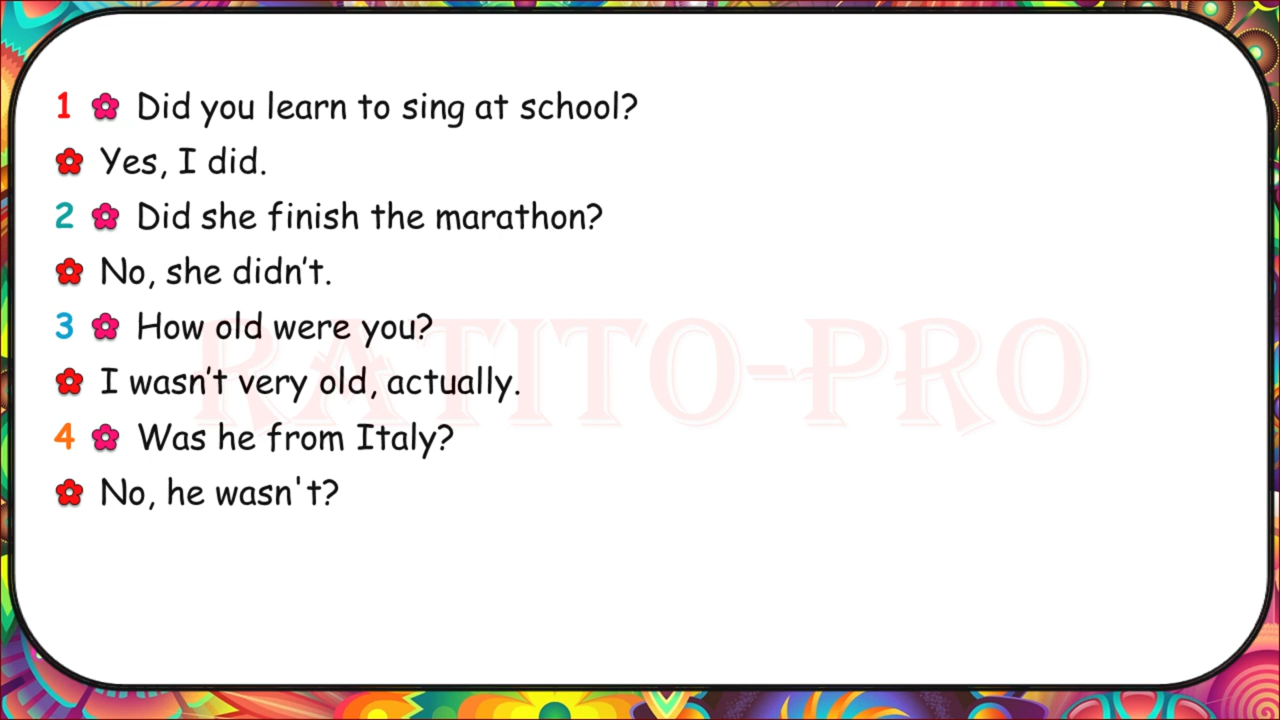 1 Did you learn to sing at school?
Yes, I did.
2 Did she finish the marathon?
No, she didn’t.
3 How old were you?
I wasn’t very old, actually.
4 Was he from Italy?
No, he wasn't?
RATITO-PRO